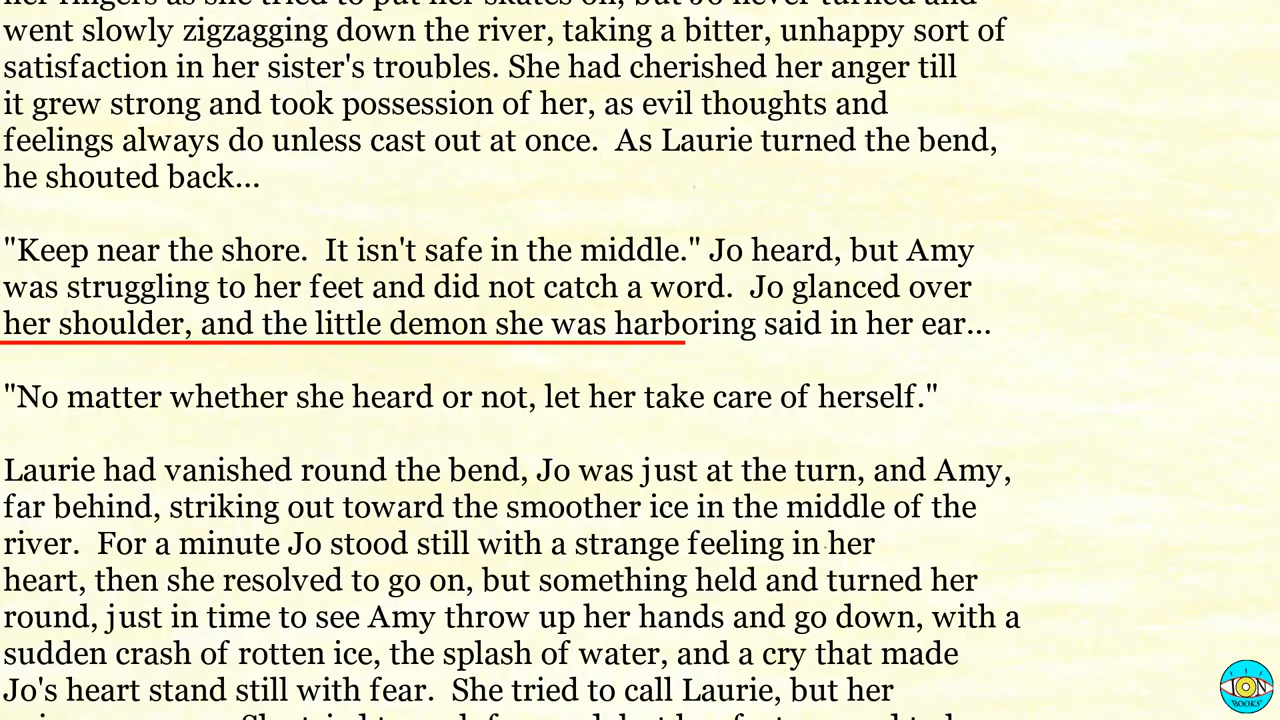 went slowly zigzagging down the river, taking a bitter, unhappy sort of
satisfaction in her sister's troubles. She had cherished her anger till
it grew strong and took possession of her, as evil thoughts and
feelings always do unless cast out at once.  As Laurie turned the bend,
he shouted back...
"Keep near the shore.  It isn't safe in the middle." Jo heard, but Amy
was struggling to her feet and did not catch a word.  Jo glanced over
her shoulder, and the little demon she was harboring said in her ear...
"No matter whether she heard or not, let her take care of herself."
Laurie had vanished round the bend, Jo was just at the turn, and Amy,
far behind, striking out toward the smoother ice in the middle of the
river.  For a minute Jo stood still with a strange feeling in her
heart, then she resolved to go on, but something held and turned her
round, just in time to see Amy throw up her hands and go down, with a
sudden crash of rotten ice, the splash of water, and a cry that made
Jo's heart stand still with fear.  She tried to call Laurie, but her
ION
BOOKS